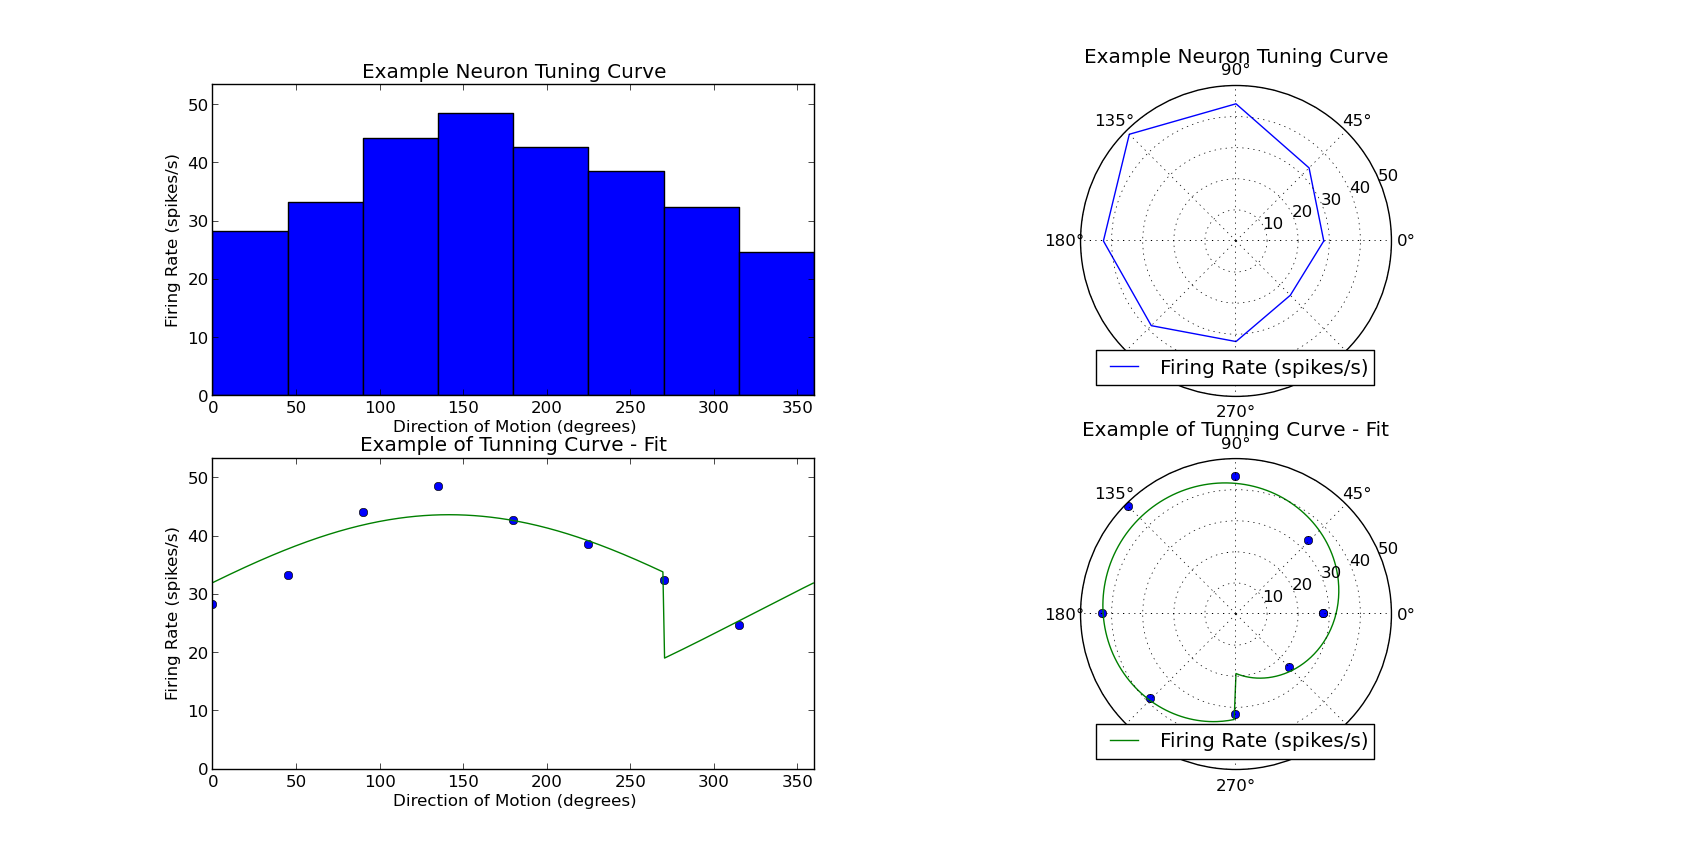 Example Neuron Tuning Curve
50
40
30
20
10
0
Firing Rate (spikes/s)
0 50 100 150 200 250 300 350
Direction of Motion (degrees)
Example Neuron Tuning Curve
90°
135° 45°
50
40
30
20
10
180° 0°
Firing Rate (spikes/s)
270°
Example of Tunning Curve - Fit
50
40
30
20
10
0
Firing Rate (spikes/s)
0 50 100 150 200 250 300 350
Direction of Motion (degrees)
Example of Tunning Curve - Fit
90°
135° 45°
50
40
30
20
10
180° 0°
Firing Rate (spikes/s)
270°